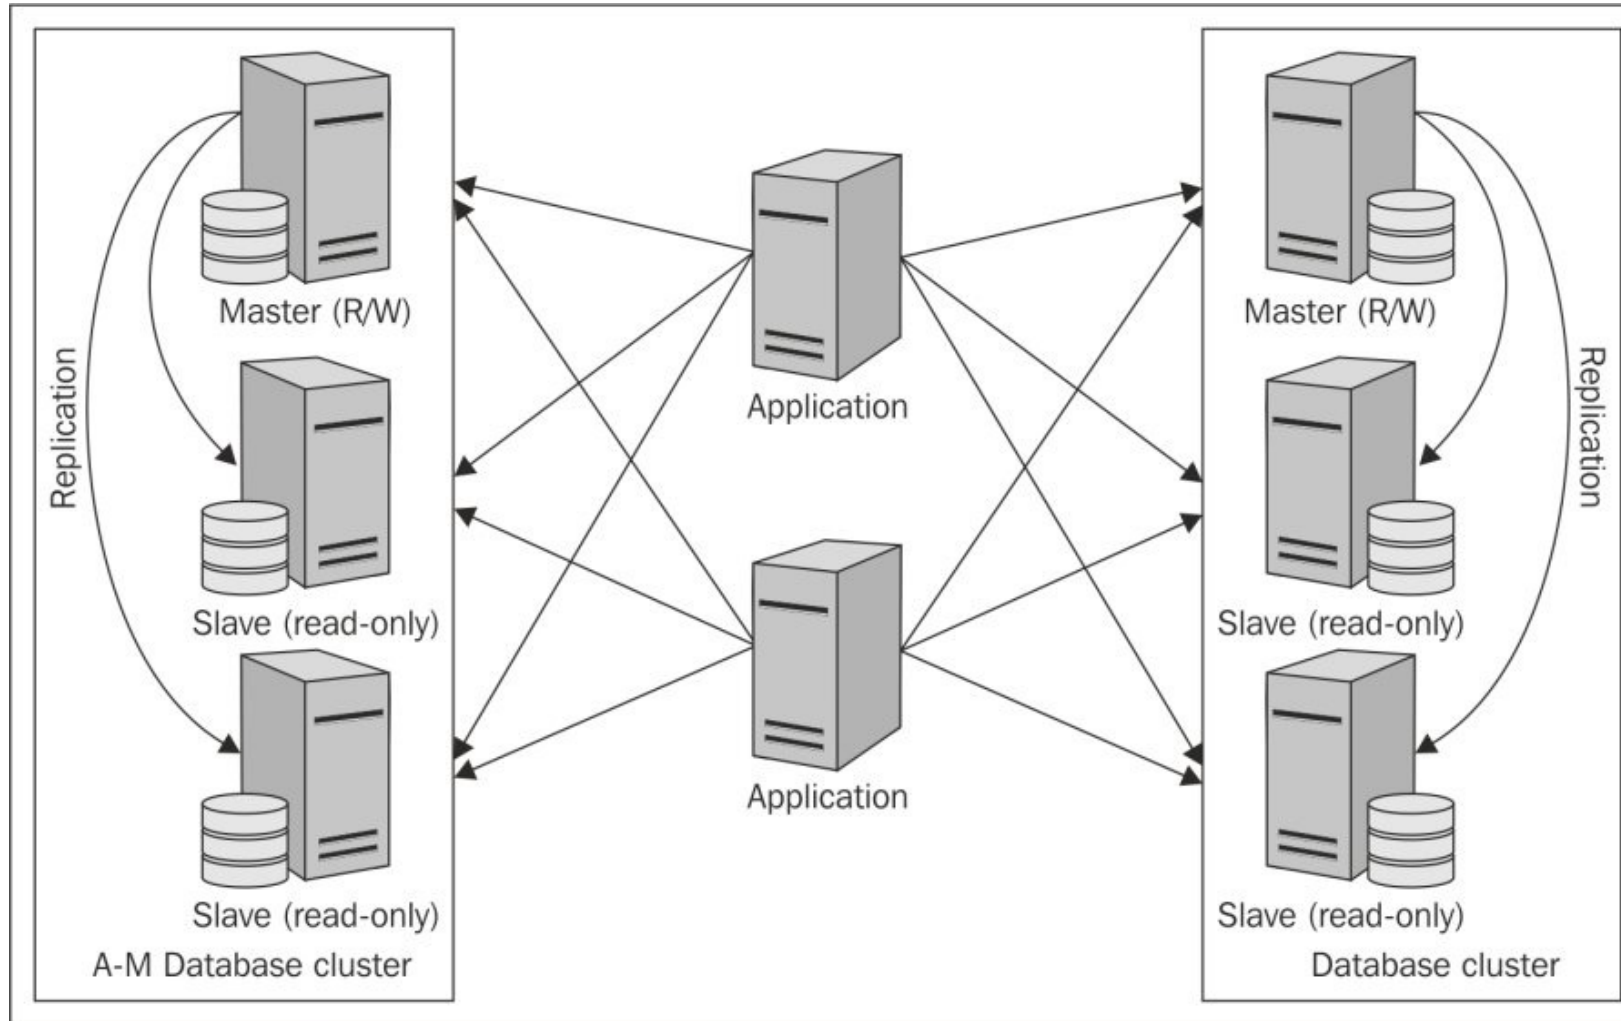 Master (R/W)
Replication
Slave (read-only)
Slave (read-only)
A-M Database cluster
Application
Application
Master (R/W)
Replication
Slave (read-only)
Slave (read-only)
Database cluster